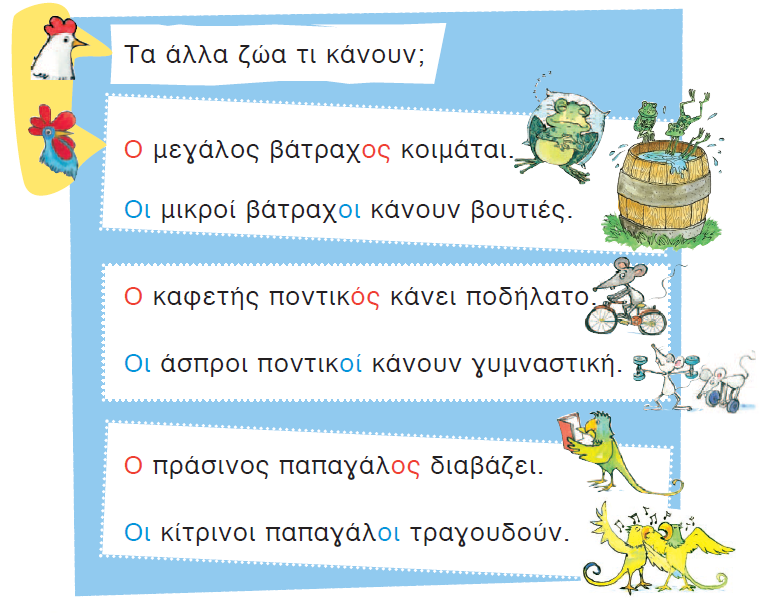 Τα άλλα ζώα τι κάνουν;
Ο μεγάλος βάτραχος κοιμάται.
Οι μικροί βάτραχοι κάνουν βουτιές.
Ο καφετής ποντικός κάνει ποδήλατο.
Οι άσπροι ποντικοί κάνουν γυμναστική.
Ο πράσινος παπαγάλος διαβάζει.
Οι κίτρινοι παπαγάλοι τραγουδούν.